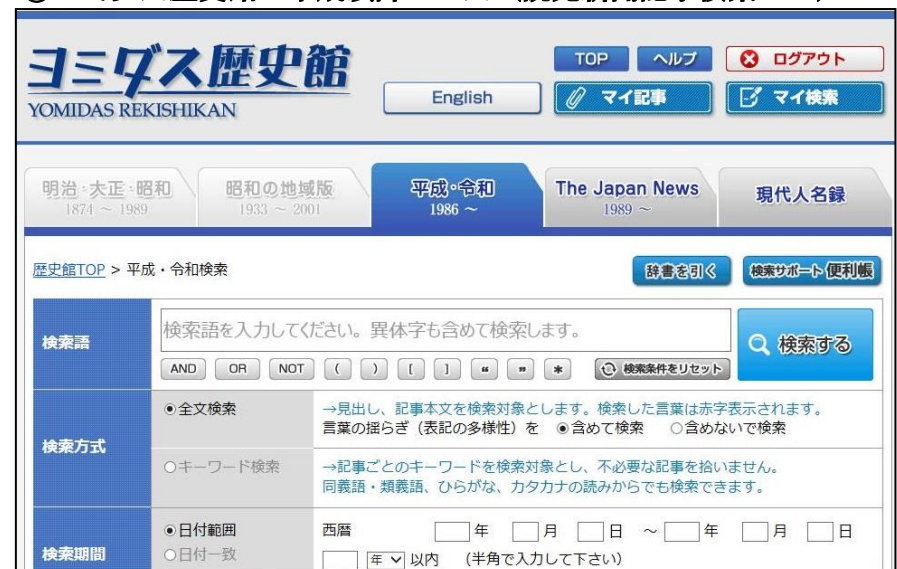 ヨミダス歴史館
YOMIDAS REKISHIKAN
TOP ヘルプ ログアウト
English マイ記事 マイ検索
明治・大正・昭和 昭和の地域版 平成・令和 The Japan News 現代人名録
1874 ～ 1989 1933 ～ 2001 1986 ～ 1989 ～
歴史館TOP > 平成・令和検索 辞書を引く 検索サポート便利帳
検索語 検索語を入力してください。異体字も含めて検索します。 検索する
AND OR NOT ( ) [ ] “ ” * 検索条件をリセット
検索方式 ◉全文検索 →見出し、記事本文を検索対象とします。検索した言葉は赤字表示されます。
言葉の揺らぎ（表記の多様性）を ◉含めて検索 ○含めないで検索
○キーワード検索 →記事ごとのキーワードを検索対象とし、不必要な記事を拾いません。
同義語・類義語、ひらがな、カタカナの読みからでも検索できます。
検索期間 ◉日付範囲 西暦 年 月 日 ～ 年 月 日
○日付一致 年 以内 （半角で入力して下さい）